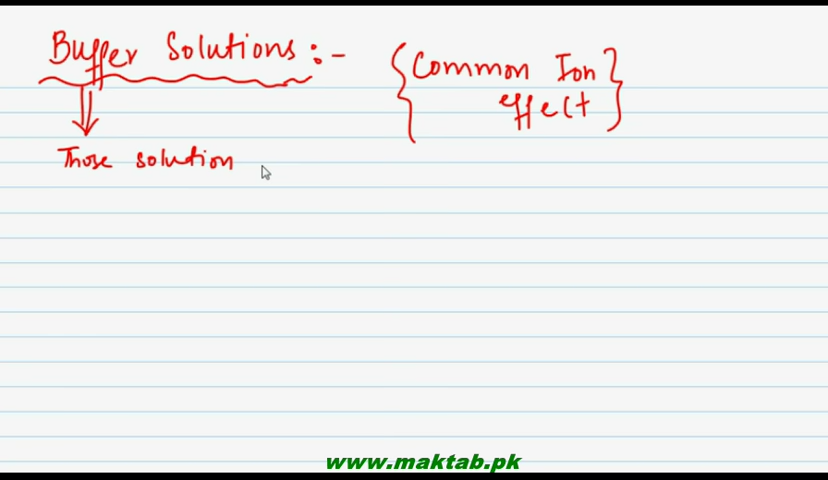 Buffer Solutions :-
{Common Ion
effect}
Those solution
www.maktab.pk